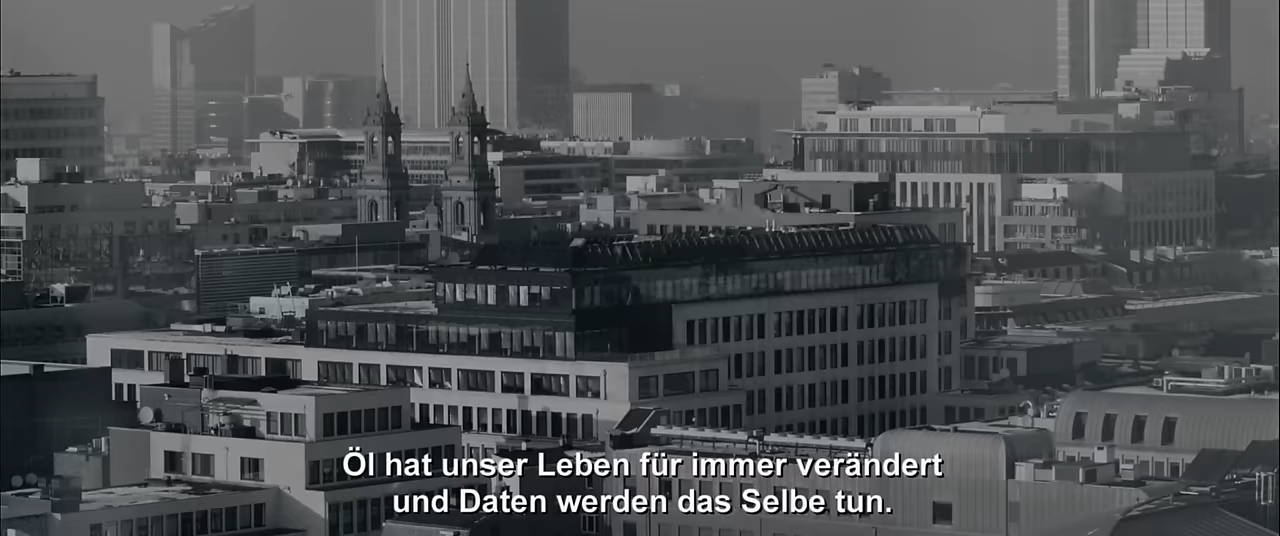 Öl hat unser Leben für immer verändert
und Daten werden das Selbe tun.